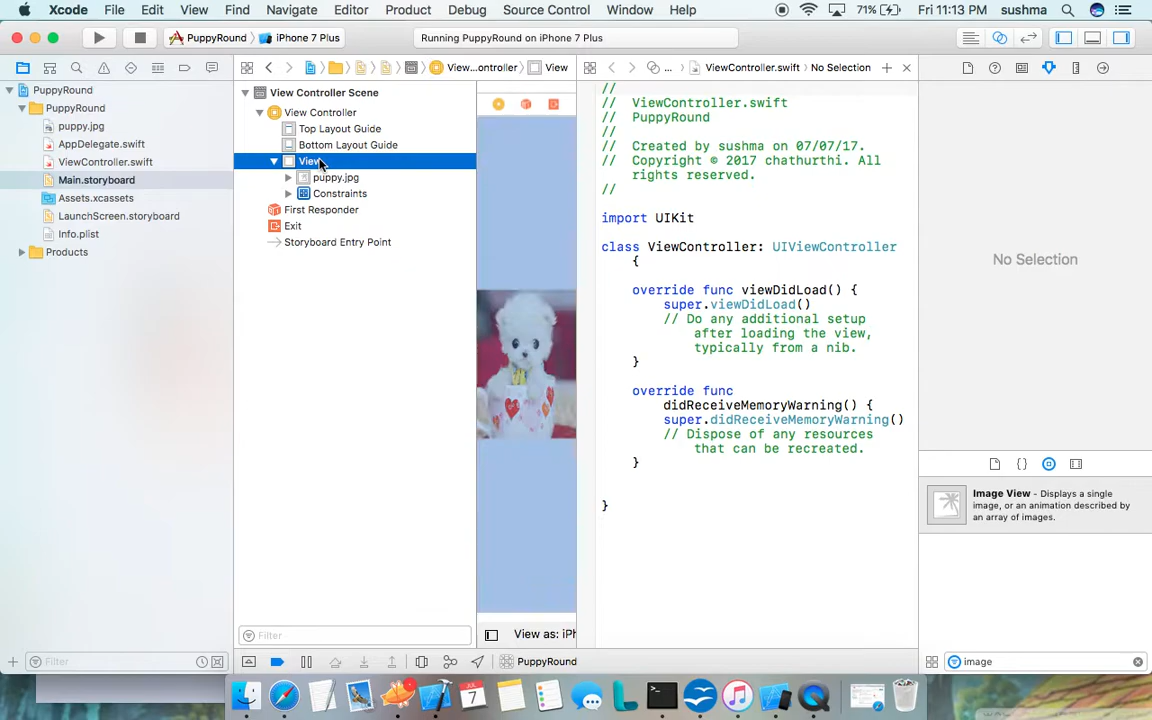 Xcode File Edit View Find Navigate Editor Product Debug Source Control Window Help 71% Fri 11:13 PM sushma
PuppyRound iPhone 7 Plus Running PuppyRound on iPhone 7 Plus
View...ontroller View ... ViewController.swift No Selection
PuppyRound
PuppyRound
puppy.jpg
AppDelegate.swift
ViewController.swift
Main.storyboard
Assets.xcassets
LaunchScreen.storyboard
Info.plist
Products
View Controller Scene
View Controller
Top Layout Guide
Bottom Layout Guide
View
puppy.jpg
Constraints
First Responder
Exit
Storyboard Entry Point
//
// ViewController.swift
// PuppyRound
//
// Created by sushma on 07/07/17.
// Copyright © 2017 chathurthi. All
rights reserved.
//
import UIKit
class ViewController: UIViewController
{
override func viewDidLoad() {
super.viewDidLoad()
// Do any additional setup
after loading the view,
typically from a nib.
}
override func
didReceiveMemoryWarning() {
super.didReceiveMemoryWarning()
// Dispose of any resources
that can be recreated.
}
}
No Selection
Image View - Displays a single
image, or an animation described by
an array of images.
Filter
View as: iPh
Filter
PuppyRound
image
JUL
7